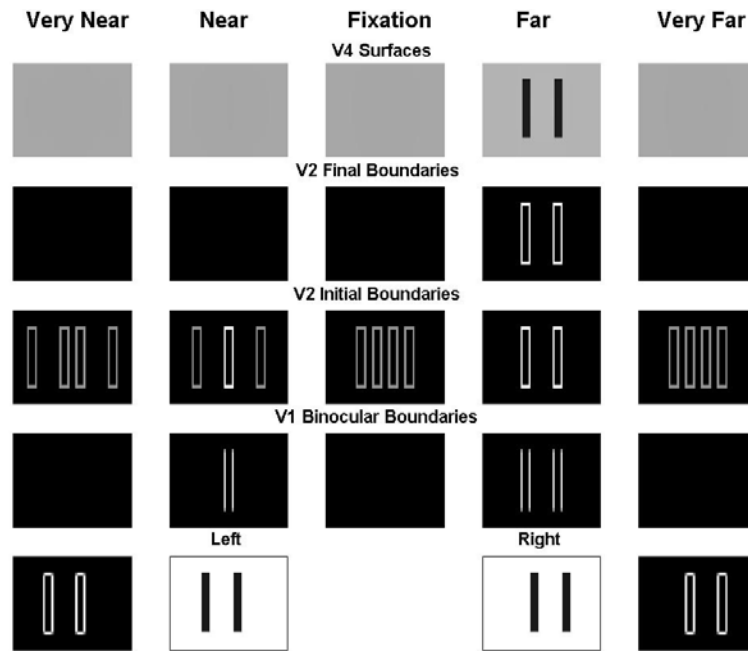 Very Near Near Fixation Far Very Far
V4 Surfaces
V2 Final Boundaries
V2 Initial Boundaries
V1 Binocular Boundaries
Left Right